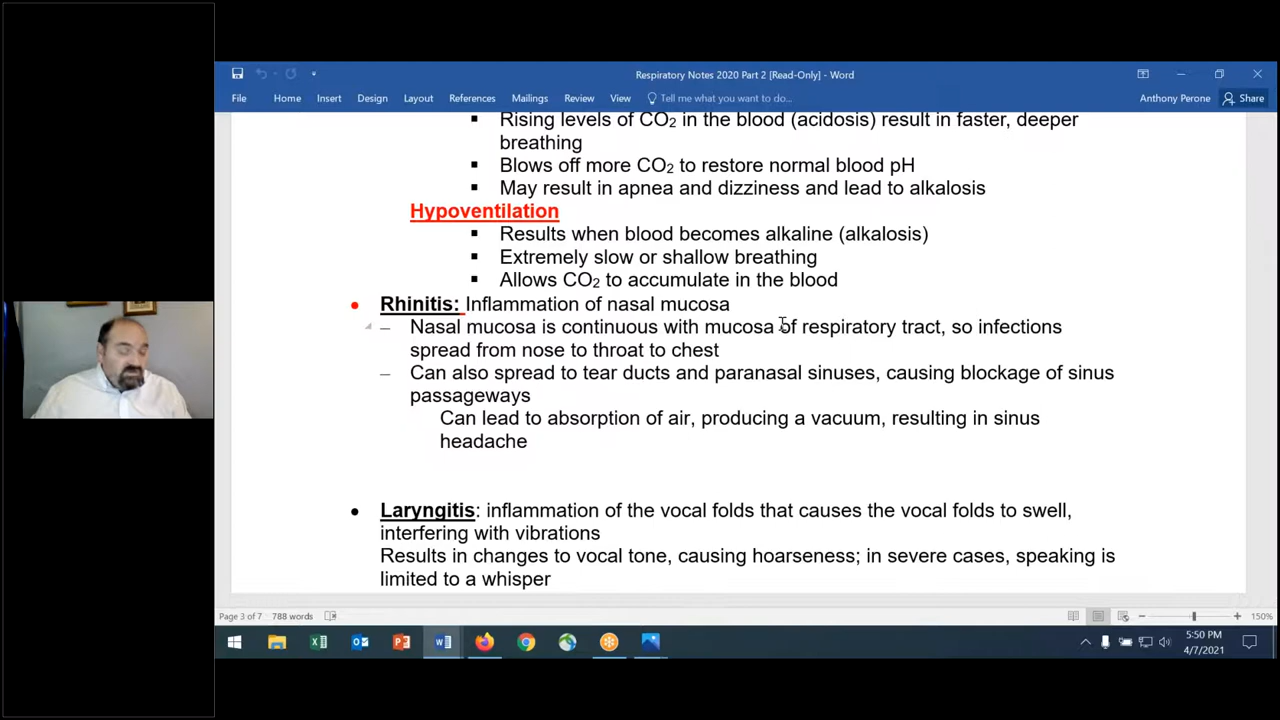 Respiratory Notes 2020 Part 2 [Read-Only] - Word
File Home Insert Design Layout References Mailings Review View Tell me what you want to do... Anthony Perone Share
▪ Rising levels of CO₂ in the blood (acidosis) result in faster, deeper
breathing
▪ Blows off more CO₂ to restore normal blood pH
▪ May result in apnea and dizziness and lead to alkalosis
Hypoventilation
▪ Results when blood becomes alkaline (alkalosis)
▪ Extremely slow or shallow breathing
▪ Allows CO₂ to accumulate in the blood
• Rhinitis: Inflammation of nasal mucosa
– Nasal mucosa is continuous with mucosa of respiratory tract, so infections
spread from nose to throat to chest
– Can also spread to tear ducts and paranasal sinuses, causing blockage of sinus
passageways
Can lead to absorption of air, producing a vacuum, resulting in sinus
headache
• Laryngitis: inflammation of the vocal folds that causes the vocal folds to swell,
interfering with vibrations
Results in changes to vocal tone, causing hoarseness; in severe cases, speaking is
limited to a whisper
Page 3 of 7 788 words 150%
5:50 PM
4/7/2021